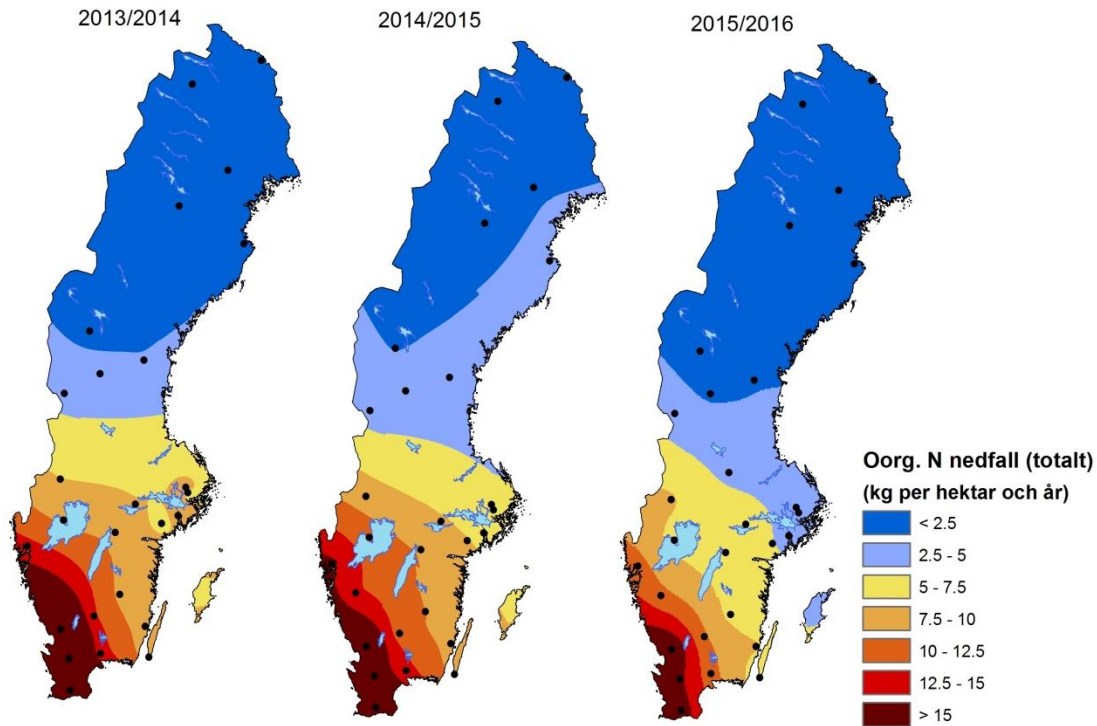 2013/2014
2014/2015
2015/2016
Oorg. N nedfall (totalt)
(kg per hektar och år)
< 2.5
2.5 - 5
5 - 7.5
7.5 - 10
10 - 12.5
12.5 - 15
> 15